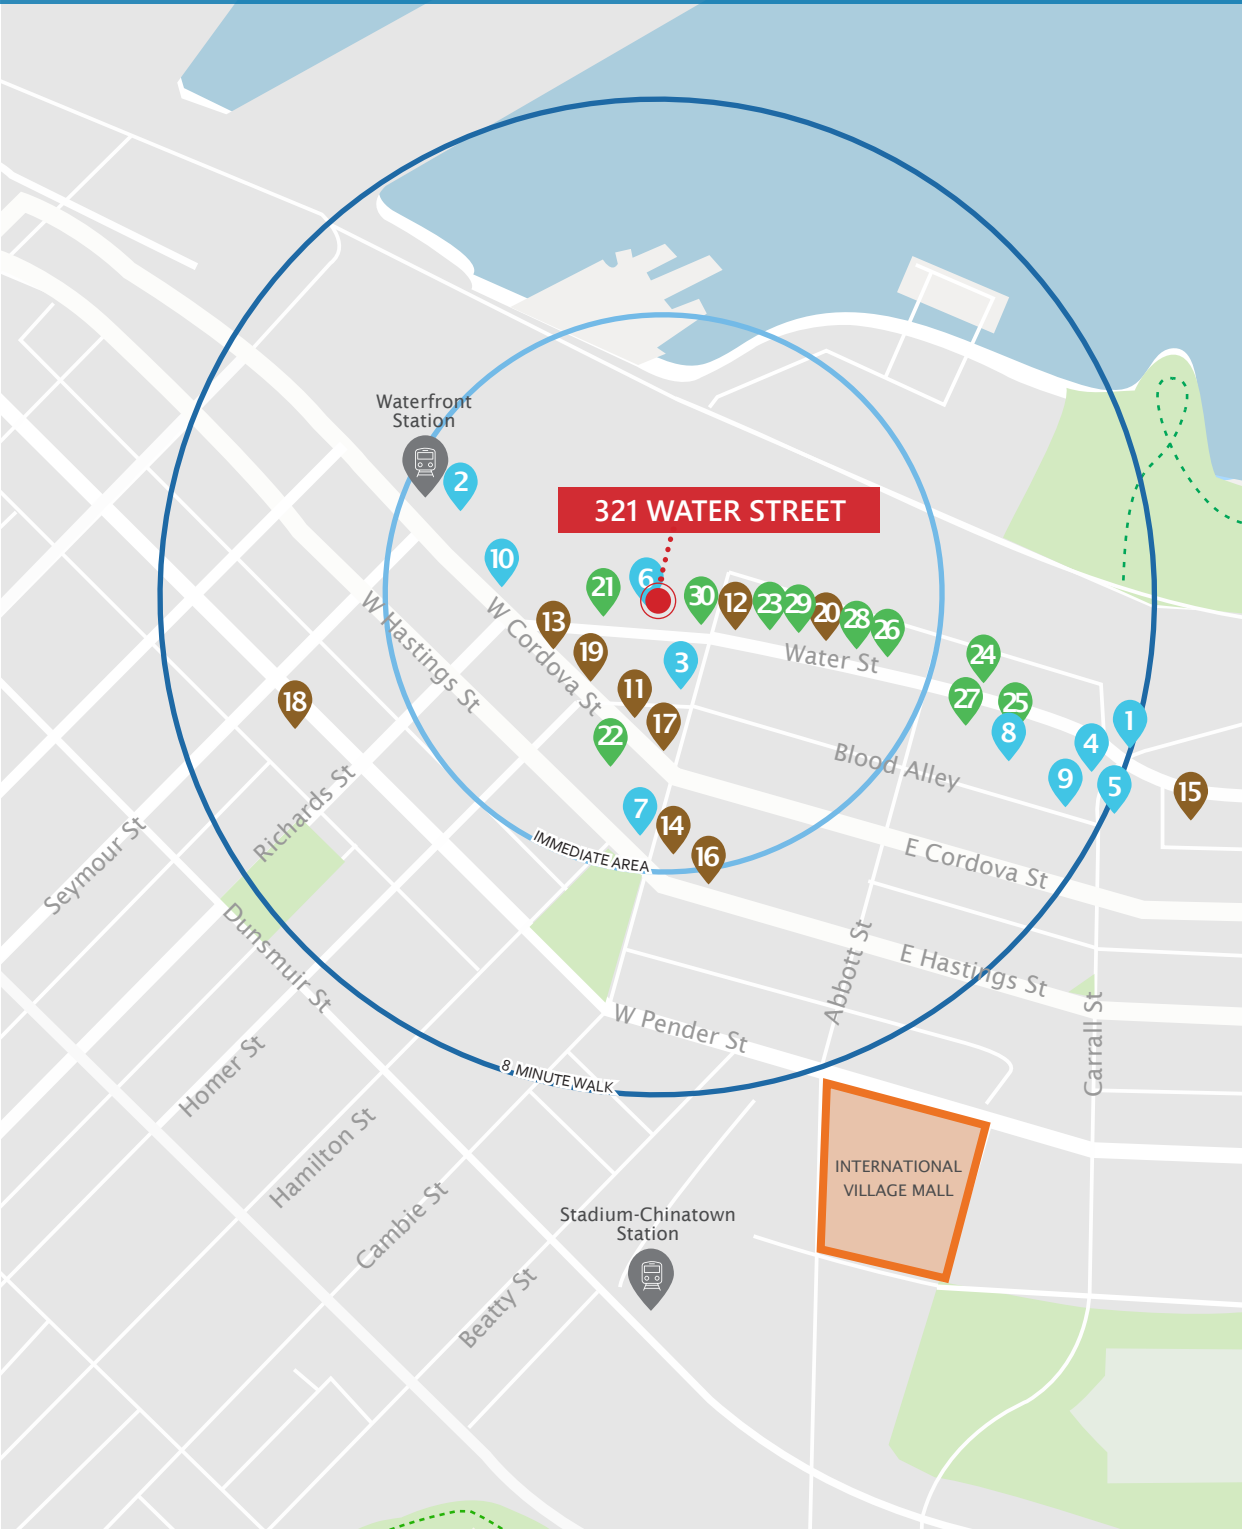 Waterfront
Station
2
321 WATER STREET
10
6
21
30
12
23
29
20
28
26
13
19
3
Water St
24
W Hastings St
W Cordova St
11
17
18
27
25
8
1
4
22
Blood Alley
9
5
15
7
14
16
IMMEDIATE AREA
E Cordova St
Richards St
Seymour St
Dunsmuir St
Abbott St
E Hastings St
W Pender St
Carrall St
Homer St
8 MINUTE WALK
Hamilton St
INTERNATIONAL
VILLAGE MALL
Cambie St
Stadium-Chinatown
Station
Beatty St